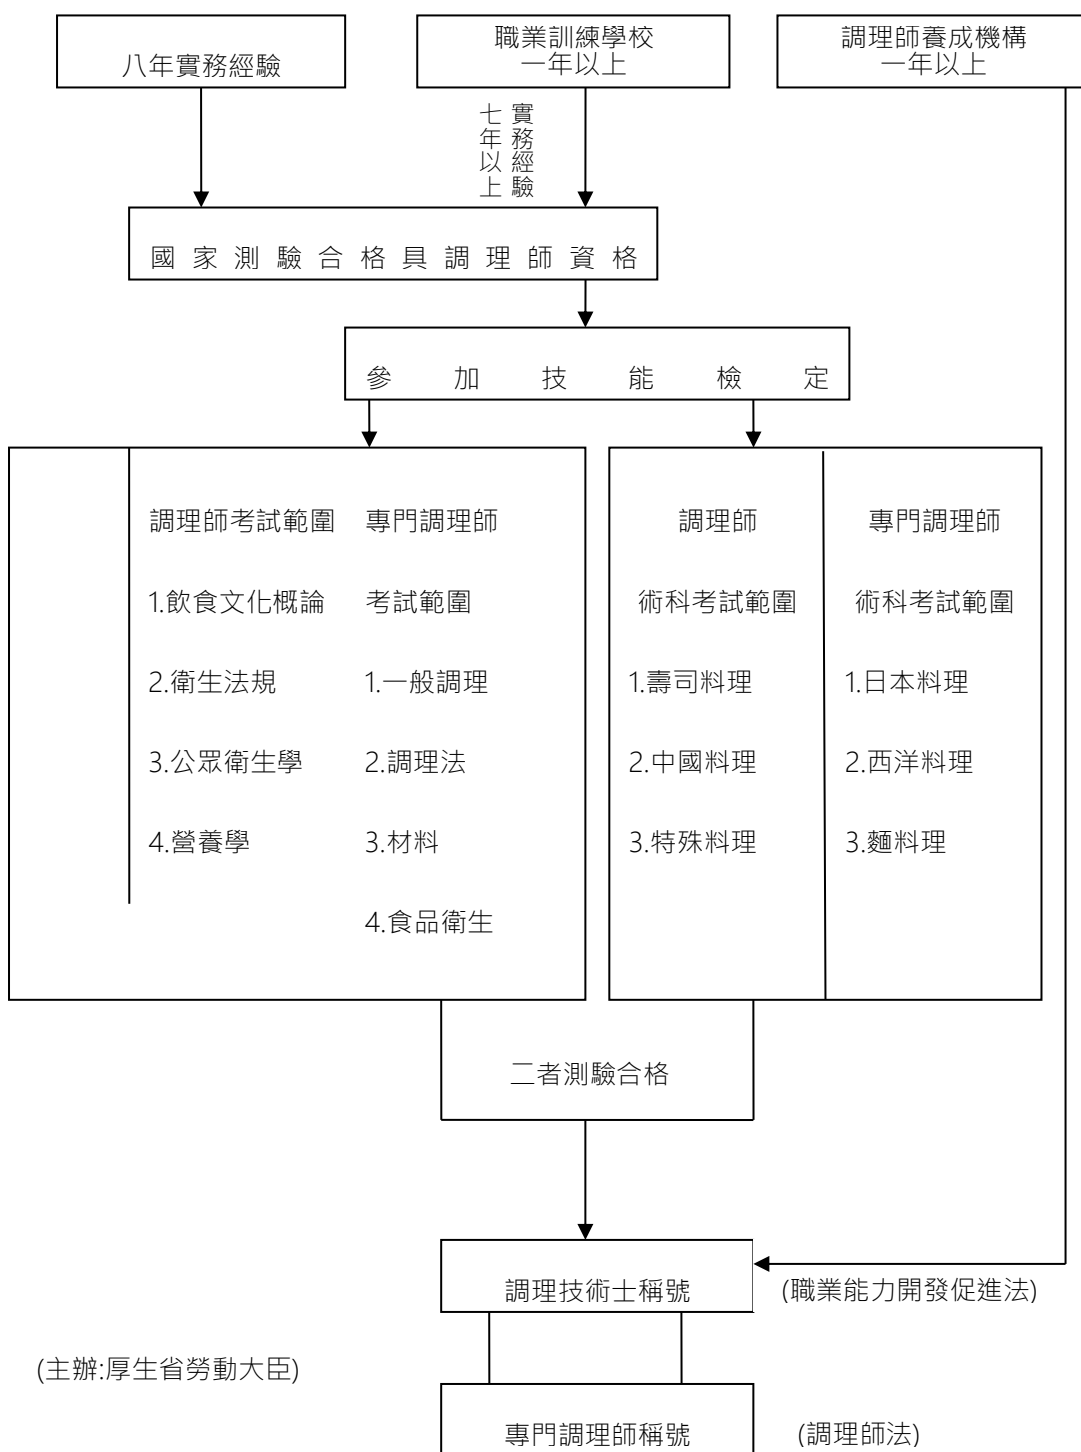 八年實務經驗
職業訓練學校
一年以上
調理師養成機構
一年以上
實務經驗
七年以上
國家測驗合格具調理師資格
參加技能檢定
調理師考試範圍
1.飲食文化概論
2.衛生法規
3.公眾衛生學
4.營養學
專門調理師
考試範圍
1.一般調理
2.調理法
3.材料
4.食品衛生
調理師
術科考試範圍
1.壽司料理
2.中國料理
3.特殊料理
專門調理師
術科考試範圍
1.日本料理
2.西洋料理
3.麵料理
二者測驗合格
調理技術士稱號
(職業能力開發促進法)
(主辦:厚生省勞動大臣)
專門調理師稱號
(調理師法)